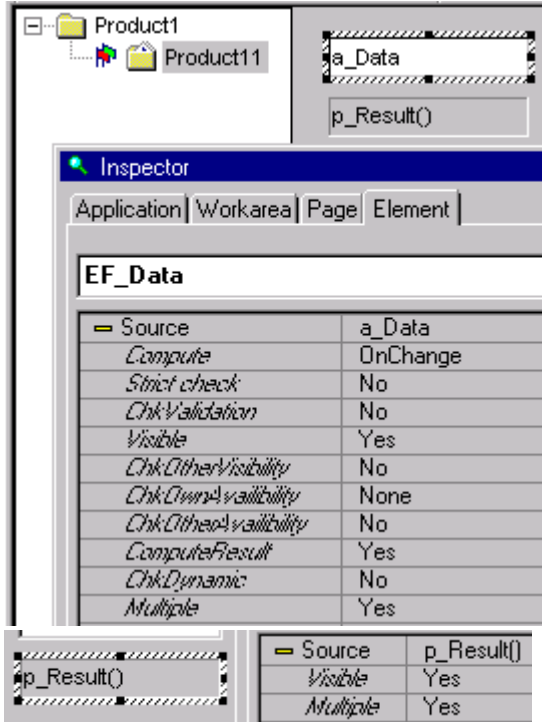 Product1
Product11
a_Data
p_Result()
Inspector
Application Workarea Page Element
EF_Data
Source a_Data
Compute OnChange
Strict check No
ChkValidation No
Visible Yes
ChkOtherVisibility No
ChkOwnAvailibility None
ChkOtherAvailibility No
ComputeResult Yes
ChkDynamic No
Multiple Yes
p_Result()
Source p_Result()
Visible Yes
Multiple Yes